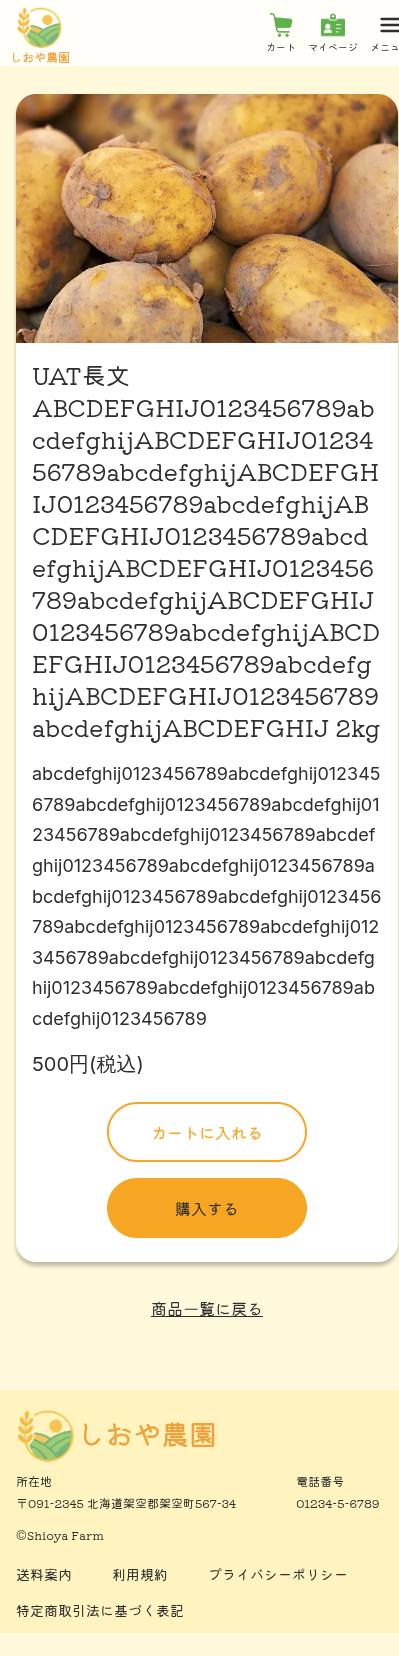 しおや農園
カート マイページ メニュ
UAT長文
ABCDEFGHIJ0123456789ab
cdefghijABCDEFGHIJ01234
56789abcdefghijABCDEFGH
IJ0123456789abcdefghijAB
CDEFGHIJ0123456789abcd
efghijABCDEFGHIJ0123456
789abcdefghijABCDEFGHIJ
0123456789abcdefghijABCD
EFGHIJ0123456789abcdefg
hijABCDEFGHIJ0123456789
abcdefghijABCDEFGHIJ 2kg
abcdefghij0123456789abcdefghij012345
6789abcdefghij0123456789abcdefghij01
23456789abcdefghij0123456789abcdef
ghij0123456789abcdefghij0123456789a
bcdefghij0123456789abcdefghij0123456
789abcdefghij0123456789abcdefghij012
3456789abcdefghij0123456789abcdefg
hij0123456789abcdefghij0123456789ab
cdefghij0123456789
500円(税込)
カートに入れる
購入する
商品一覧に戻る
しおや農園
所在地 電話番号
〒091-2345 北海道架空郡架空町567-34 01234-5-6789
©Shioya Farm
送料案内 利用規約 プライバシーポリシー
特定商取引法に基づく表記